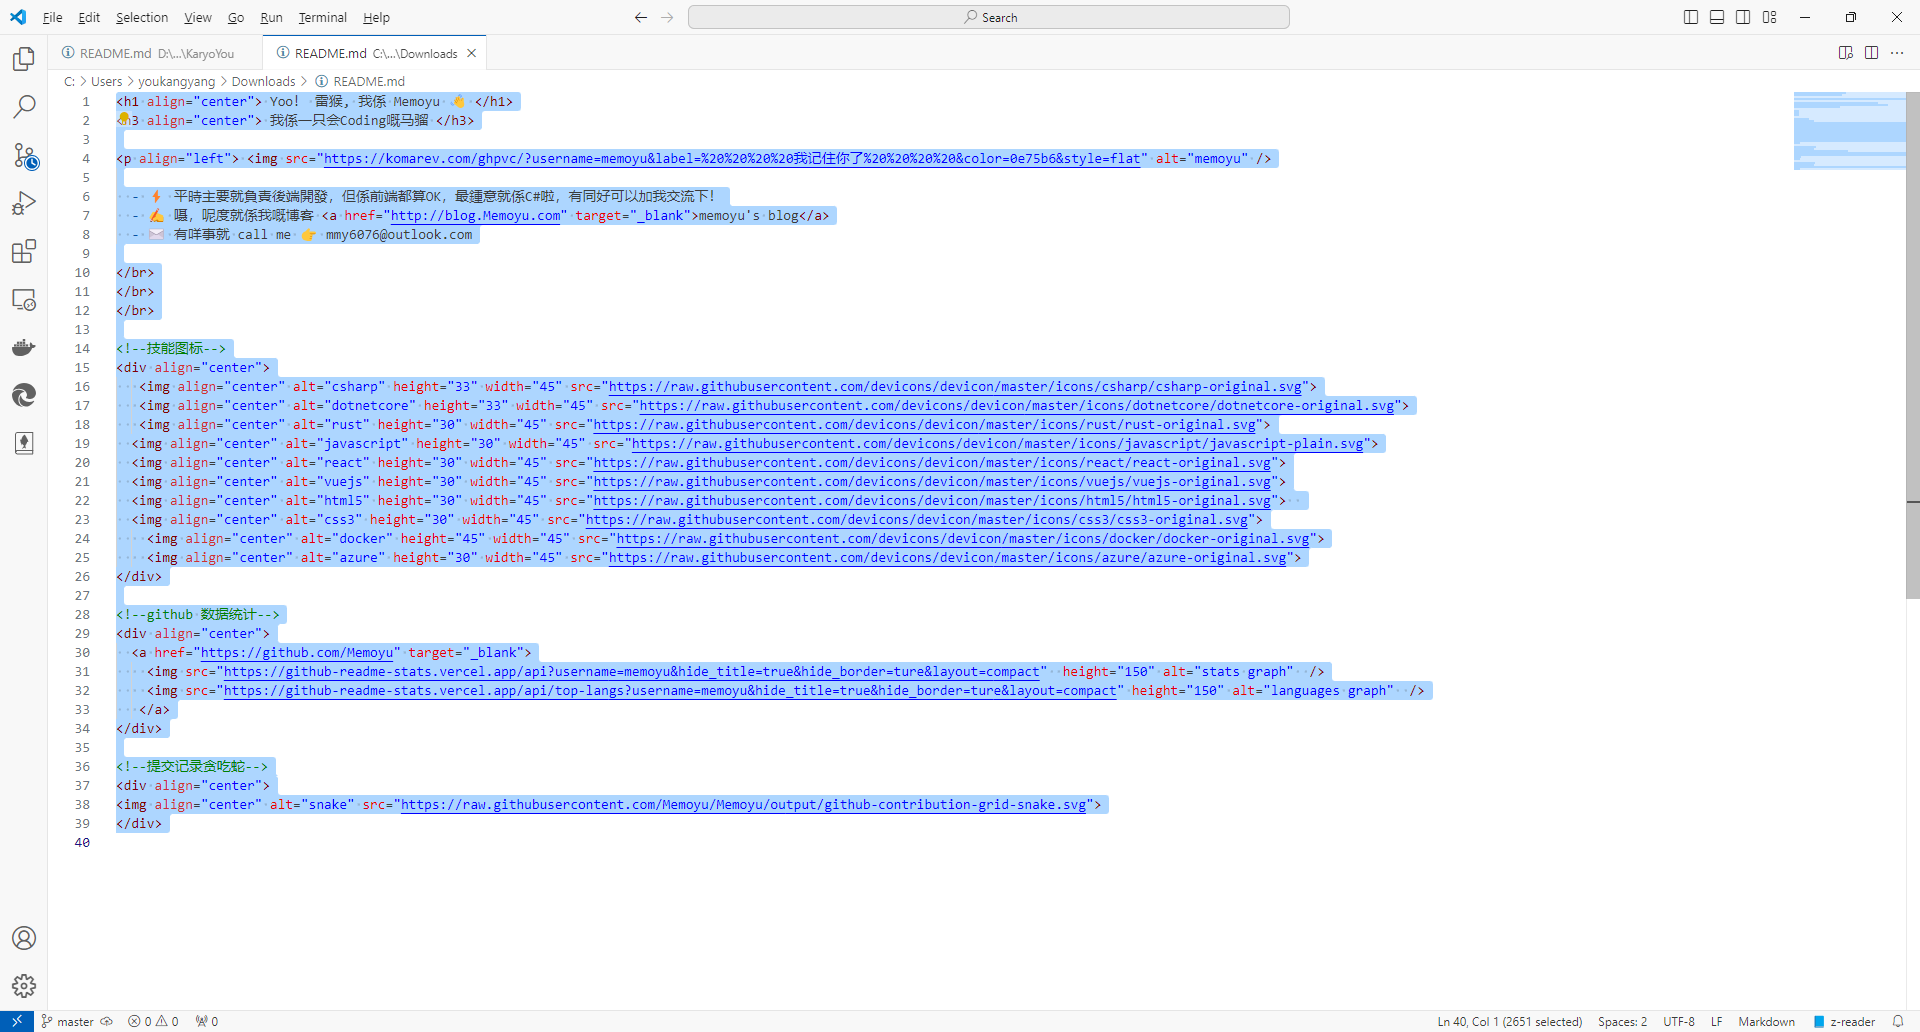 File Edit Selection View Go Run Terminal Help
Search
README.md D:\...\KaryoYou
README.md C:\...\Downloads
C: > Users > youkangyang > Downloads > README.md
1 <h1 align="center"> Yoo! 雷猴, 我係 Memoyu 👋 </h1>
2 <h3 align="center"> 我係一只会Coding嘅马骝 </h3>
3
4 <p align="left"> <img src="https://komarev.com/ghpvc/?username=memoyu&label=%20%20%20%20我记住你了%20%20%20%20&color=0e75b6&style=flat" alt="memoyu" />
5
6 - ⚡ 平時主要就負責後端開發，但係前端都算OK，最鍾意就係C#啦，有同好可以加我交流下!
7 - ✍ 嗱，呢度就係我嘅博客 <a href="http://blog.Memoyu.com" target="_blank">memoyu's blog</a>
8 - ✉ 有咩事就 call me 👉 mmy6076@outlook.com
9
10 </br>
11 </br>
12 </br>
13
14 <!--技能图标-->
15 <div align="center">
16 <img align="center" alt="csharp" height="33" width="45" src="https://raw.githubusercontent.com/devicons/devicon/master/icons/csharp/csharp-original.svg">
17 <img align="center" alt="dotnetcore" height="33" width="45" src="https://raw.githubusercontent.com/devicons/devicon/master/icons/dotnetcore/dotnetcore-original.svg">
18 <img align="center" alt="rust" height="30" width="45" src="https://raw.githubusercontent.com/devicons/devicon/master/icons/rust/rust-original.svg">
19 <img align="center" alt="javascript" height="30" width="45" src="https://raw.githubusercontent.com/devicons/devicon/master/icons/javascript/javascript-plain.svg">
20 <img align="center" alt="react" height="30" width="45" src="https://raw.githubusercontent.com/devicons/devicon/master/icons/react/react-original.svg">
21 <img align="center" alt="vuejs" height="30" width="45" src="https://raw.githubusercontent.com/devicons/devicon/master/icons/vuejs/vuejs-original.svg">
22 <img align="center" alt="html5" height="30" width="45" src="https://raw.githubusercontent.com/devicons/devicon/master/icons/html5/html5-original.svg">
23 <img align="center" alt="css3" height="30" width="45" src="https://raw.githubusercontent.com/devicons/devicon/master/icons/css3/css3-original.svg">
24 <img align="center" alt="docker" height="45" width="45" src="https://raw.githubusercontent.com/devicons/devicon/master/icons/docker/docker-original.svg">
25 <img align="center" alt="azure" height="30" width="45" src="https://raw.githubusercontent.com/devicons/devicon/master/icons/azure/azure-original.svg">
26 </div>
27
28 <!--github 数据统计-->
29 <div align="center">
30 <a href="https://github.com/Memoyu" target="_blank">
31 <img src="https://github-readme-stats.vercel.app/api?username=memoyu&hide_title=true&hide_border=ture&layout=compact" height="150" alt="stats graph" />
32 <img src="https://github-readme-stats.vercel.app/api/top-langs?username=memoyu&hide_title=true&hide_border=ture&layout=compact" height="150" alt="languages graph" />
33 </a>
34 </div>
35
36 <!--提交记录贪吃蛇-->
37 <div align="center">
38 <img align="center" alt="snake" src="https://raw.githubusercontent.com/Memoyu/Memoyu/output/github-contribution-grid-snake.svg">
39 </div>
40
master 0 0 0 Ln 40, Col 1 (2651 selected) Spaces: 2 UTF-8 LF Markdown z-reader